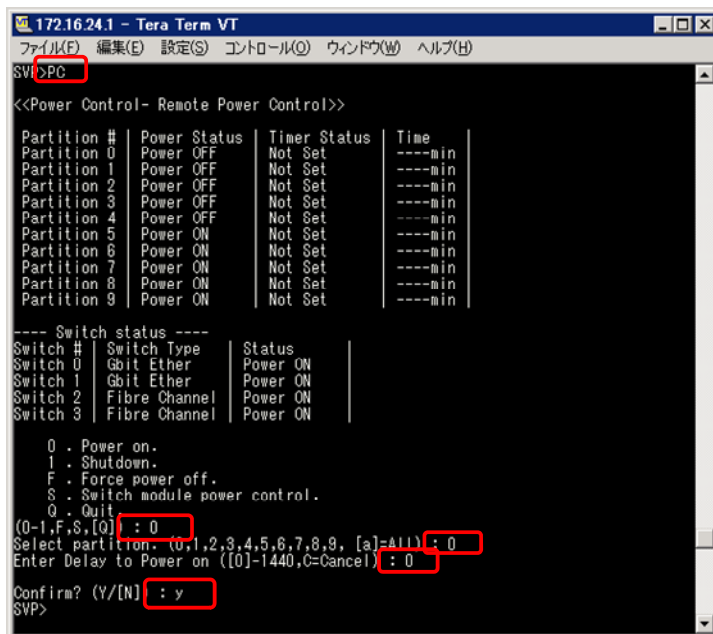 172.16.24.1 - Tera Term VT
ファイル(F) 編集(E) 設定(S) コントロール(O) ウィンドウ(W) ヘルプ(H)
SVP>PC
<<Power Control- Remote Power Control>>
Partition # | Power Status | Timer Status | Time |
Partition 0 | Power OFF | Not Set | ----min |
Partition 1 | Power OFF | Not Set | ----min |
Partition 2 | Power OFF | Not Set | ----min |
Partition 3 | Power OFF | Not Set | ----min |
Partition 4 | Power OFF | Not Set | ----min |
Partition 5 | Power ON | Not Set | ----min |
Partition 6 | Power ON | Not Set | ----min |
Partition 7 | Power ON | Not Set | ----min |
Partition 8 | Power ON | Not Set | ----min |
Partition 9 | Power ON | Not Set | ----min |
---- Switch status ----
Switch # | Switch Type | Status |
Switch 0 | Gbit Ether | Power ON |
Switch 1 | Gbit Ether | Power ON |
Switch 2 | Fibre Channel | Power ON |
Switch 3 | Fibre Channel | Power ON |
0 . Power on.
1 . Shutdown.
F . Force power off.
S . Switch module power control.
Q . Quit.
(0-1,F,S,[Q]) : 0
Select partition. (0,1,2,3,4,5,6,7,8,9, [a]=All) : 0
Enter Delay to Power on ([0]-1440,C=Cancel) : 0
Confirm? (Y/[N]) : y
SVP>